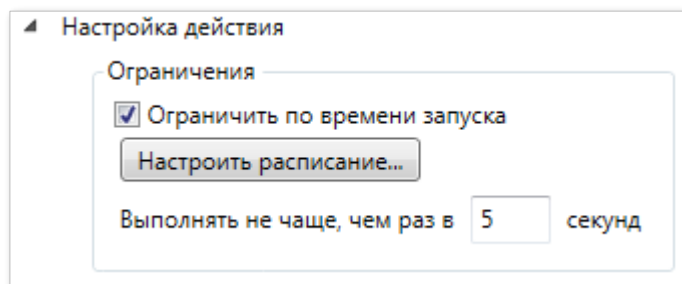 Настройка действия
Ограничения
Ограничить по времени запуска
Настроить расписание...
Выполнять не чаще, чем раз в 5 секунд